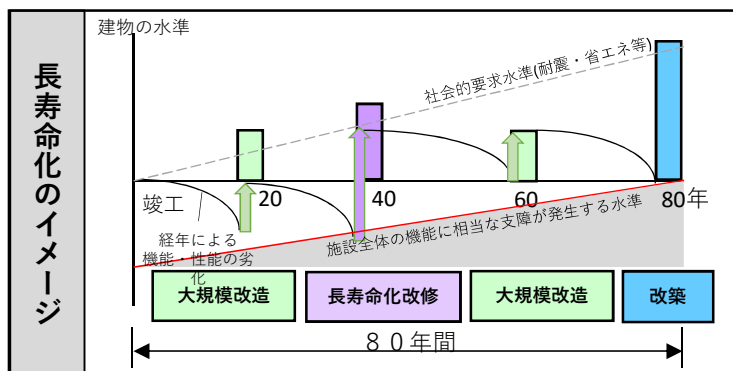 長寿命化のイメージ
建物の水準
社会的要求水準(耐震・省エネ等)
竣工
20
40
60
80年
経年による
機能・性能の劣
化
施設全体の機能に相当な支障が発生する水準
大規模改造
長寿命化改修
大規模改造
改築
８０年間